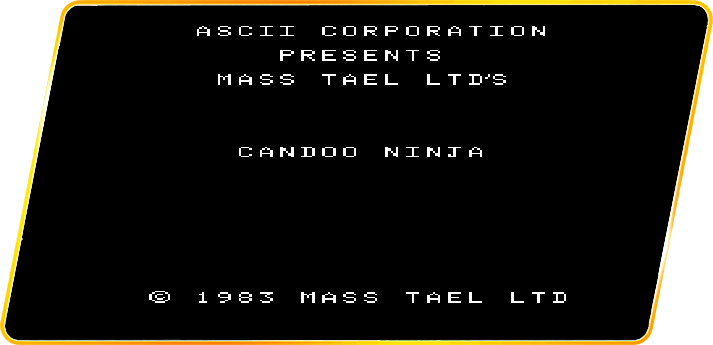 ASCII CORPORATION
PRESENTS
MASS TAEL LTD'S
CANDOO NINJA
© 1983 MASS TAEL LTD